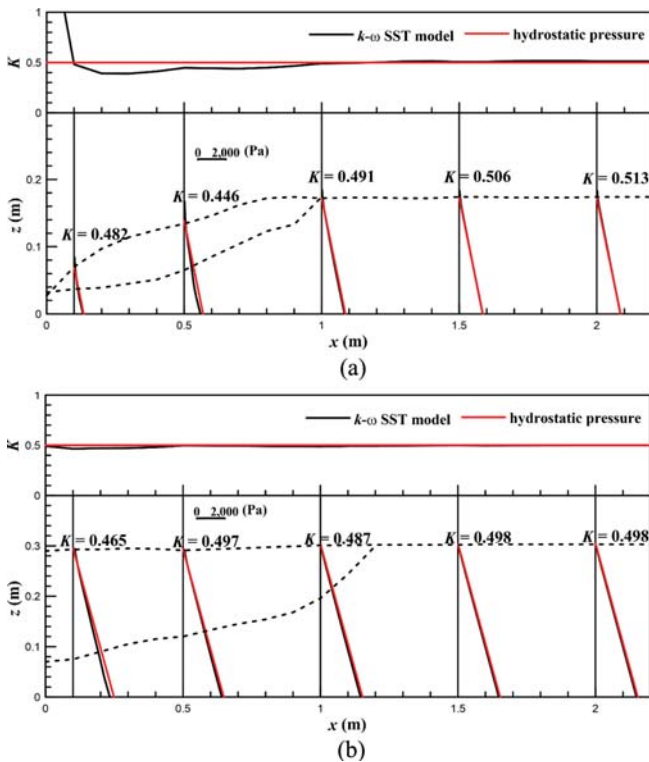 (a)
1
k-ω SST model hydrostatic pressure
K 0.5
0
0 2,000 (Pa)
K = 0.491 K = 0.506 K = 0.513
0.2 K = 0.446
K = 0.482
z (m)
0.1
0
0 0.5 1 1.5 2
x (m)
(a)
1
k-ω SST model hydrostatic pressure
K 0.5
0
0 2,000 (Pa)
K = 0.465 K = 0.497 K = 0.487 K = 0.498 K = 0.498
0.3
z (m)
0.2
0.1
0
0 0.5 1 1.5 2
x (m)
(b)